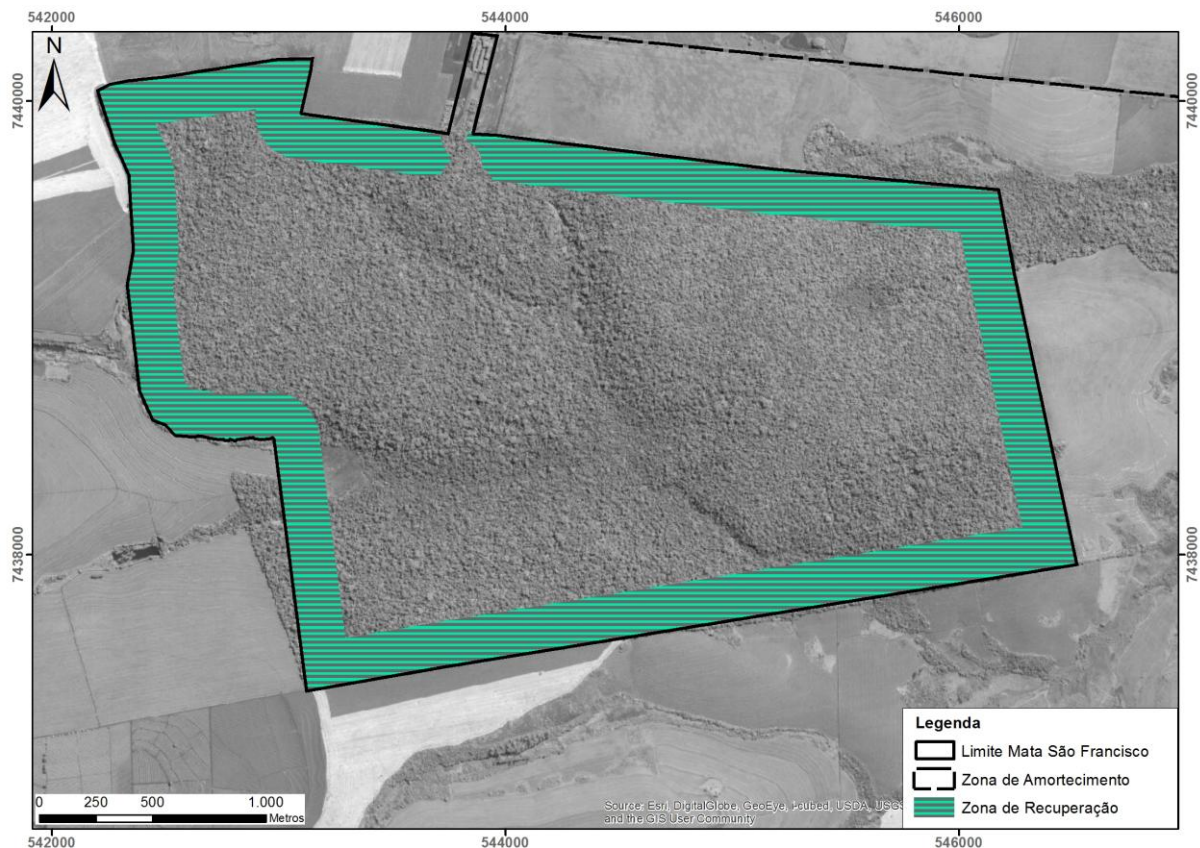 542000
544000
546000
N
7440000
7440000
7438000
7438000
Legenda
Limite Mata São Francisco
Zona de Amortecimento
Zona de Recuperação
0 250 500 1.000
Metros
Source: Esri, DigitalGlobe, GeoEye, i-cubed, USDA, USGS
and the GIS User Community
542000
544000
546000